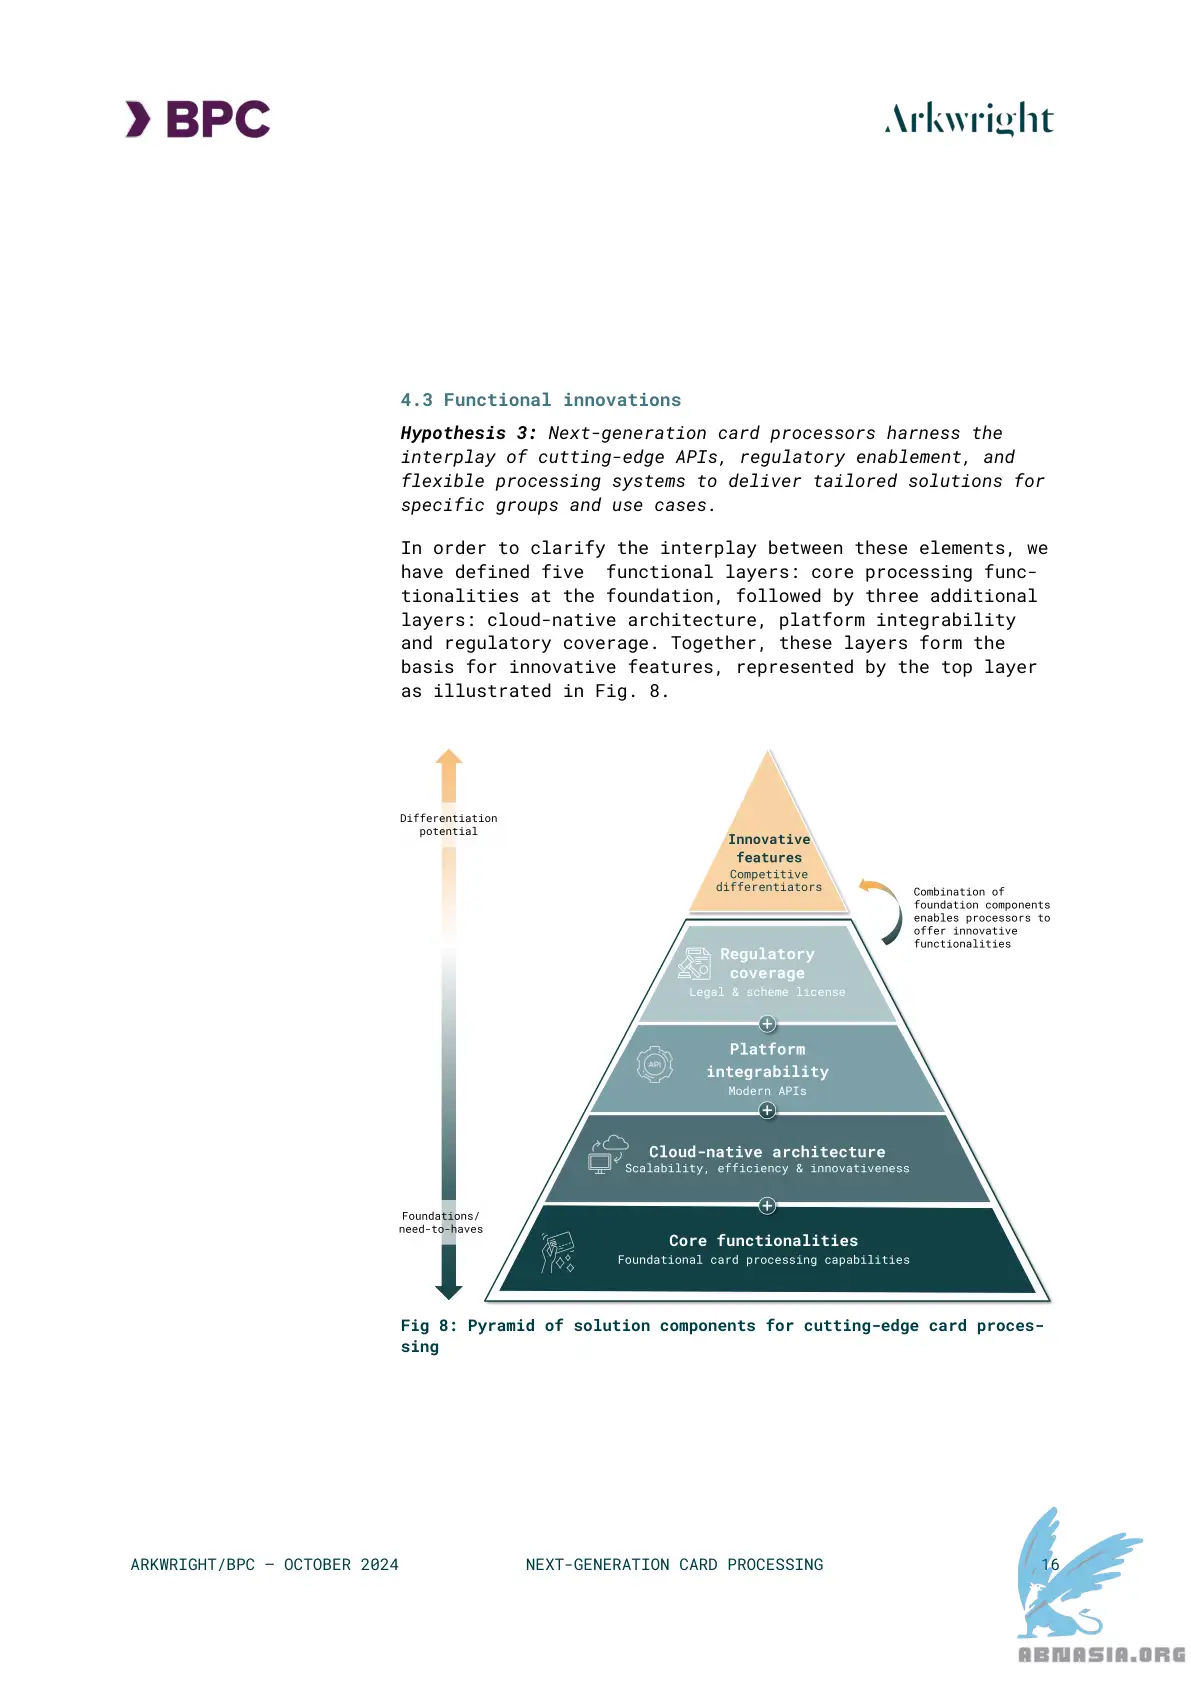 BPC
Arkwright
4.3 Functional innovations
Hypothesis 3: Next-generation card processors harness the
interplay of cutting-edge APIs, regulatory enablement, and
flexible processing systems to deliver tailored solutions for
specific groups and use cases.
In order to clarify the interplay between these elements, we
have defined five  functional layers: core processing func-
tionalities at the foundation, followed by three additional
layers: cloud-native architecture, platform integrability
and regulatory coverage. Together, these layers form the
basis for innovative features, represented by the top layer
as illustrated in Fig. 8.
Differentiation
potential
Innovative
features
Competitive
differentiators
Combination of
foundation components
enables processors to
offer innovative
functionalities
Regulatory
coverage
Legal & scheme license
API
Platform
integrability
Modern APIs
Cloud-native architecture
Scalability, efficiency & innovativeness
Foundations/
need-to-haves
Core functionalities
Foundational card processing capabilities
Fig 8: Pyramid of solution components for cutting-edge card proces-
sing
ARKWRIGHT/BPC – OCTOBER 2024
NEXT-GENERATION CARD PROCESSING
16
ABNASIA.ORG